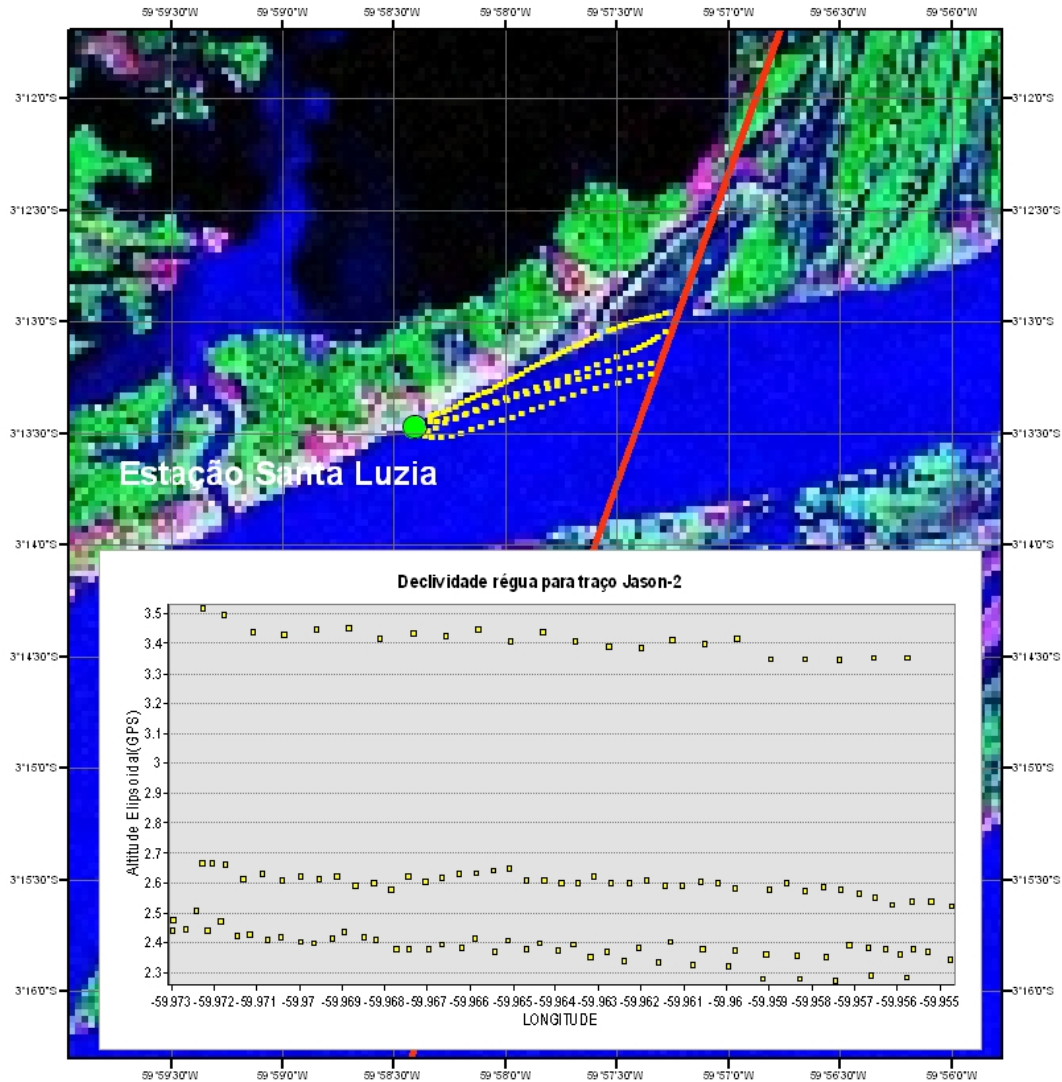 59°59'30"W 59°59'0"W 59°58'30"W 59°58'0"W 59°57'30"W 59°57'0"W 59°56'30"W 59°56'0"W
3°12'0"S 3°12'0"S
3°12'30"S 3°12'30"S
3°13'0"S 3°13'0"S
3°13'30"S 3°13'30"S
Estação Santa Luzia
3°14'0"S 3°14'0"S
Declividade régua para traço Jason-2
3.5
3.4
3°14'30"S 3°14'30"S
3.3
3.2
3.1
3
3°15'0"S 3°15'0"S
Altitude Elipsoidal(GPS)
2.9
2.8
2.7
3°15'30"S 3°15'30"S
2.6
2.5
2.4
2.3
3°16'0"S 3°16'0"S
-59.973 -59.972 -59.971 -59.97 -59.969 -59.968 -59.967 -59.966 -59.965 -59.964 -59.963 -59.962 -59.961 -59.96 -59.959 -59.958 -59.957 -59.956 -59.955
LONGITUDE
59°59'30"W 59°59'0"W 59°58'30"W 59°58'0"W 59°57'30"W 59°57'0"W 59°56'30"W 59°56'0"W